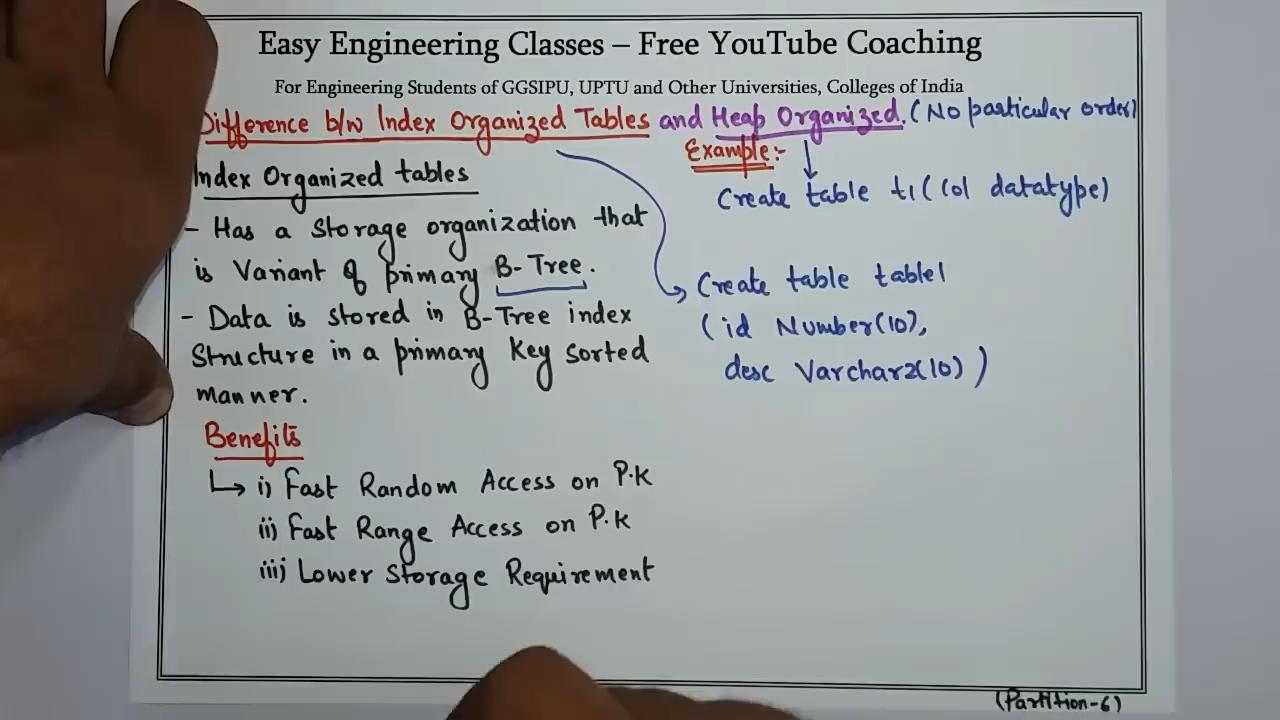 Easy Engineering Classes – Free YouTube Coaching
For Engineering Students of GGSIPU, UPTU and Other Universities, Colleges of India
Difference b/w Index Organized Tables and Heap Organized. (No particular order)
Example:-
Create table t1 (col datatype)
Index Organized tables
- Has a storage organization that
is Variant of primary B-Tree.
- Data is stored in B-Tree index
Structure in a primary Key sorted
manner.
Create table table1
(id Number(10),
desc Varchar2(10) )
Benefits
i) Fast Random Access on P.K
ii) Fast Range Access on P.K
iii) Lower Storage Requirement
(Partition-6)